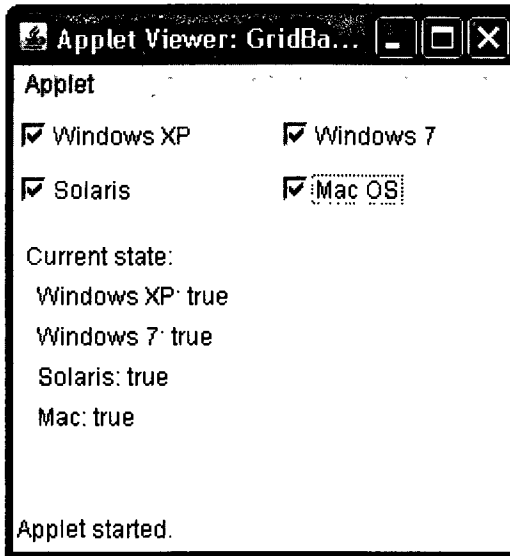 Applet Viewer: GridBa...
Applet
Windows XP Windows 7
Solaris Mac OS
Current state:
Windows XP: true
Windows 7: true
Solaris: true
Mac: true
Applet started.